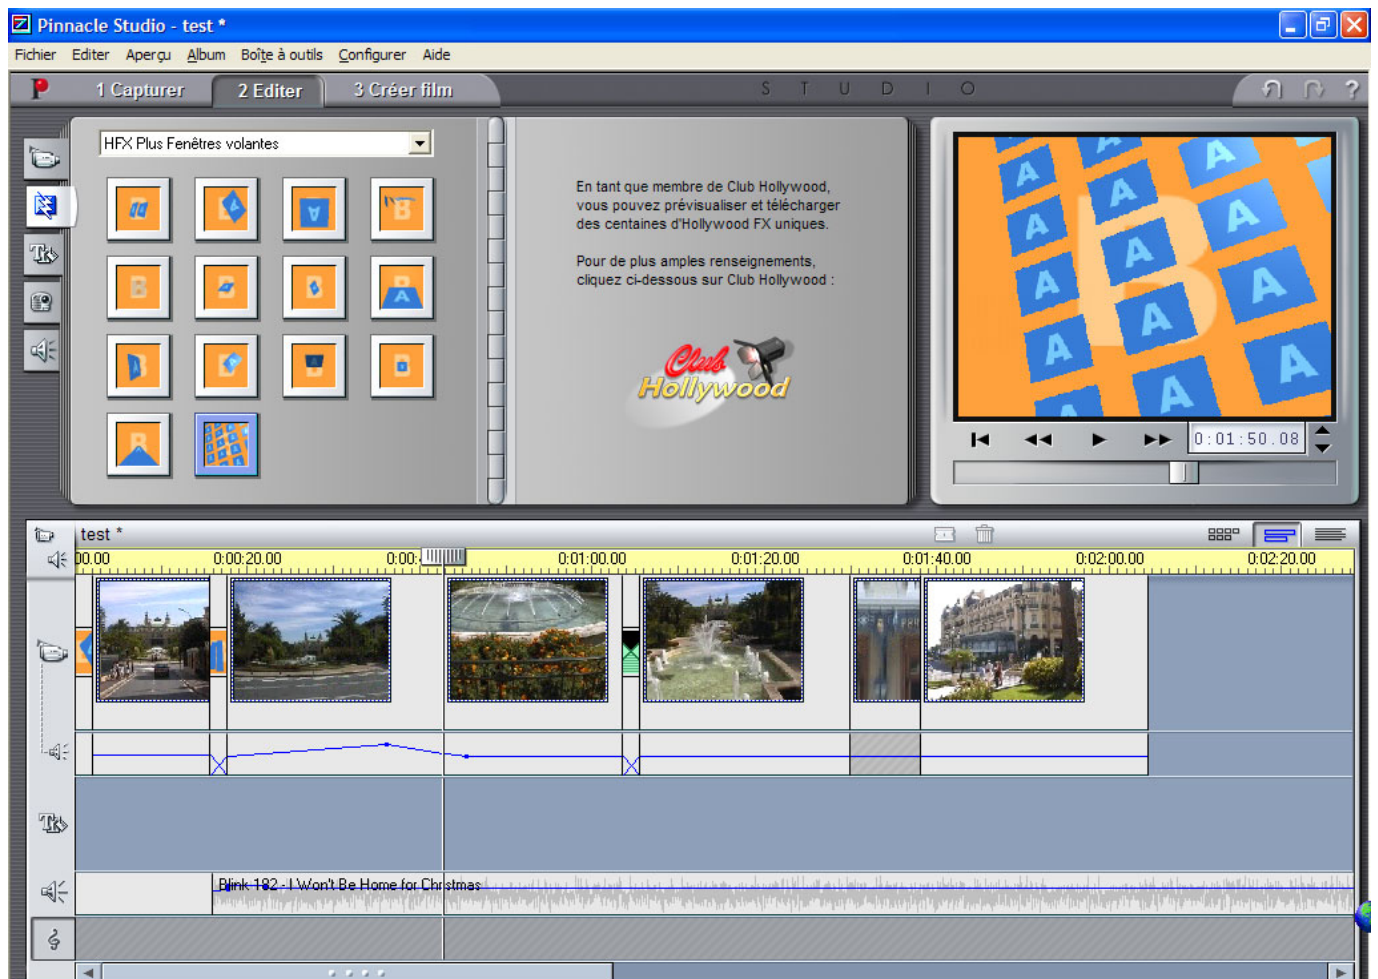 Pinnacle Studio - test *
Fichier Editer Aperçu Album Boîte à outils Configurer Aide
1 Capturer 2 Editer 3 Créer film
S T U D I O
?
HFX Plus Fenêtres volantes
En tant que membre de Club Hollywood,
vous pouvez prévisualiser et télécharger
des centaines d'Hollywood FX uniques.
Pour de plus amples renseignements,
cliquez ci-dessous sur Club Hollywood :
Club
Hollywood
0:01:50.08
test *
00.00 0:00:20.00 0:00: 0:01:00.00 0:01:20.00 0:01:40.00 0:02:00.00 0:02:20.00
Blink-182 - I Won't Be Home for Christmas